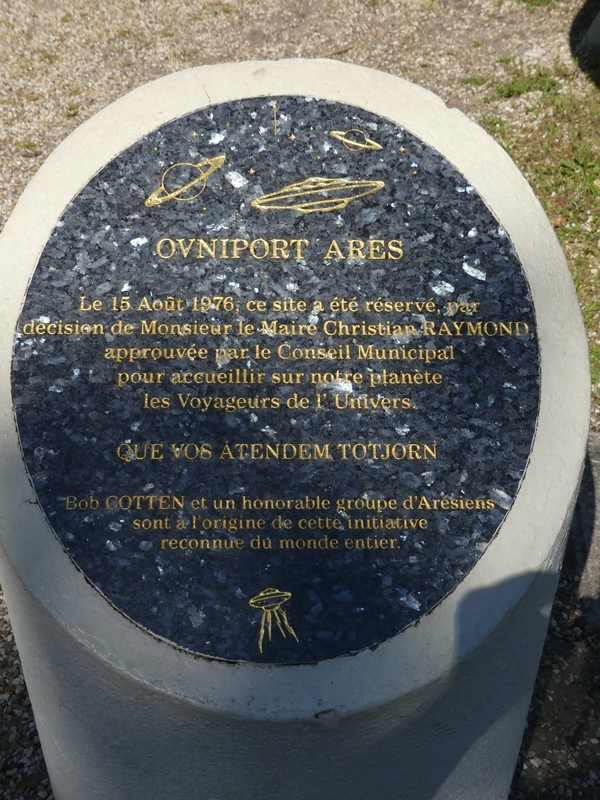 OVNIPORT ARES
Le 15 Août 1976, ce site a été réservé, par
décision de Monsieur le Maire Christian RAYMOND,
approuvée par le Conseil Municipal
pour accueillir sur notre planète
les Voyageurs de l'Univers.
QUE VOS ATENDEM TOTJORN
Bob COTTEN et un honorable groupe d'Arésiens
sont à l'origine de cette initiative
reconnue du monde entier.